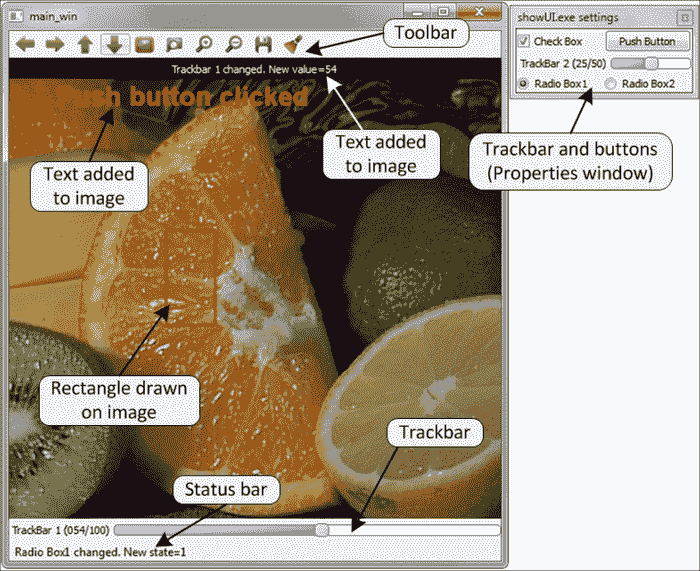 main_win
showUI.exe settings
Toolbar
Check Box
Push Button
TrackBar 2 (25/50)
Radio Box1
Radio Box2
Trackbar 1 changed. New value=54
button clicked
Text added
to image
Text added
to image
Trackbar and buttons
(Properties window)
Rectangle drawn
on image
Trackbar
Status bar
TrackBar 1 (054/100)
Radio Box1 changed. New state=1